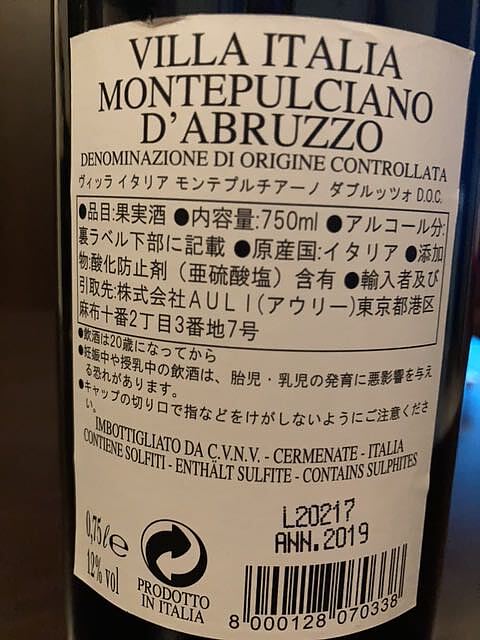 VILLA ITALIA
MONTEPULCIANO
D'ABRUZZO
DENOMINAZIONE DI ORIGINE CONTROLLATA
ヴィッラ イタリア モンテプルチアーノ ダブルッツォ D.O.C.
●品目:果実酒 ●内容量:750ml ●アルコール分:
裏ラベル下部に記載 ●原産国:イタリア ●添加
物:酸化防止剤（亜硫酸塩）含有 ●輸入者及び
引取先:株式会社AULI(アウリー)東京都港区
麻布十番2丁目3番地7号
●飲酒は20歳になってから
●妊娠中や授乳中の飲酒は、胎児・乳児の発育に悪影響を与え
る恐れがあります。
●キャップの切り口で指などをけがしないようにご注意くださ
い。
IMBOTTIGLIATO DA C.V.N.V. - CERMENATE - ITALIA
CONTIENE SOLFITI - ENTHÄLT SULFITE - CONTAINS SULPHITES
L20217
ANN.2019
0,75ℓ e
12% vol
PRODOTTO
IN ITALIA
8 000128 070338